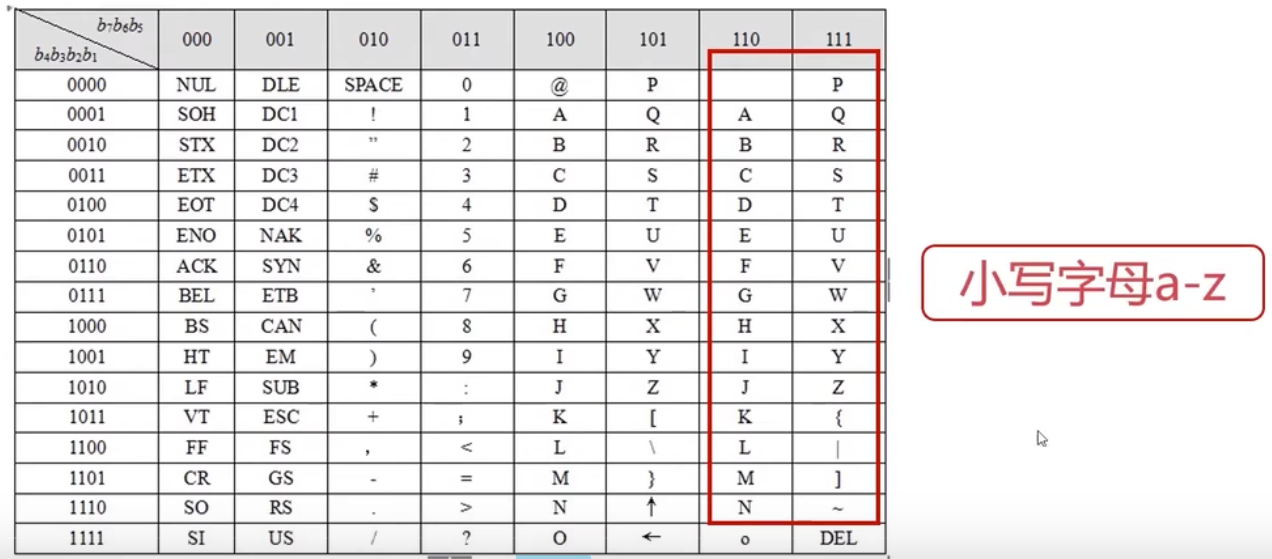 b7b6b5 000 001 010 011 100 101 110 111
b4b3b2b1
0000 NUL DLE SPACE 0 @ P P
0001 SOH DC1 ! 1 A Q A Q
0010 STX DC2 ” 2 B R B R
0011 ETX DC3 # 3 C S C S
0100 EOT DC4 $ 4 D T D T
0101 ENO NAK % 5 E U E U
0110 ACK SYN & 6 F V F V
0111 BEL ETB ’ 7 G W G W
1000 BS CAN ( 8 H X H X
1001 HT EM ) 9 I Y I Y
1010 LF SUB * : J Z J Z
1011 VT ESC + ; K [ K {
1100 FF FS , < L \ L |
1101 CR GS - = M } M ]
1110 SO RS . > N ↑ N ~
1111 SI US / ? O ← o DEL
小写字母a-z